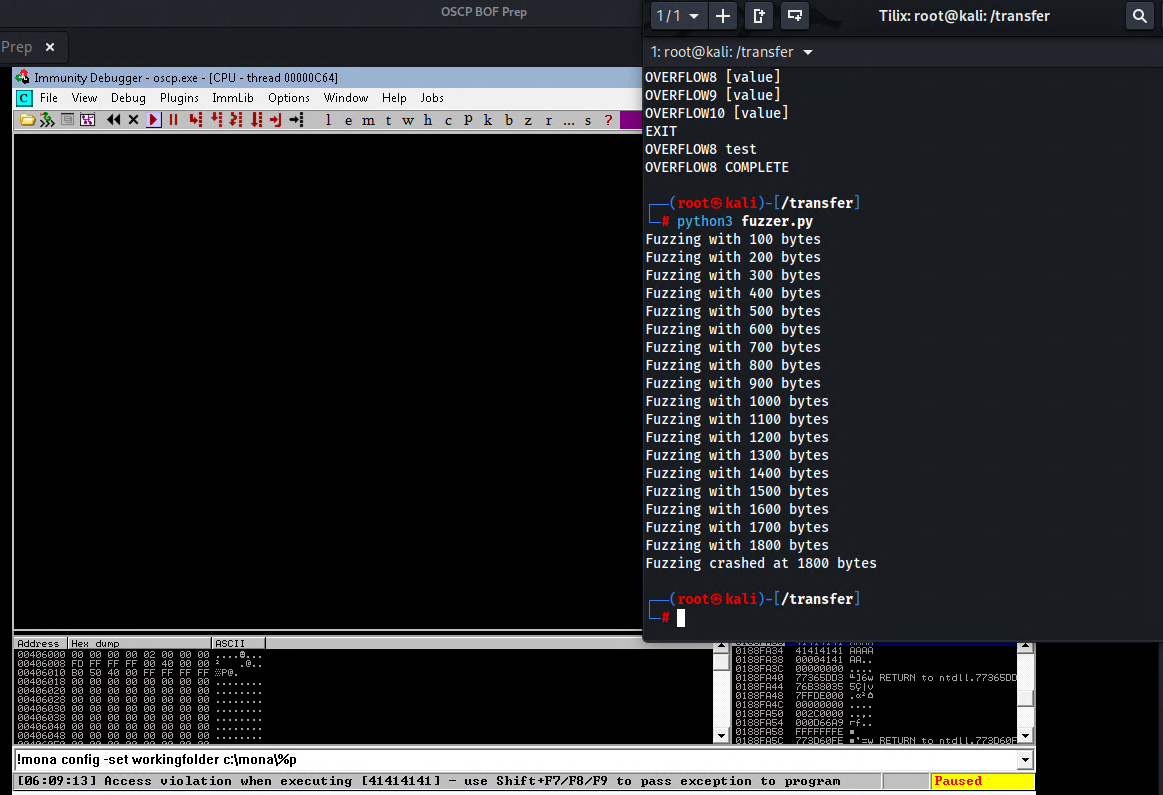 OSCP BOF Prep
Prep ×
Immunity Debugger - oscp.exe - [CPU - thread 00000C64]
C File View Debug Plugins ImmLib Options Window Help Jobs
l e m t w h c P k b z r ... s ?
1/1
Tilix: root@kali: /transfer
1: root@kali: /transfer
OVERFLOW8 [value]
OVERFLOW9 [value]
OVERFLOW10 [value]
EXIT
OVERFLOW8 test
OVERFLOW8 COMPLETE
(root㉿kali)-[/transfer]
# python3 fuzzer.py
Fuzzing with 100 bytes
Fuzzing with 200 bytes
Fuzzing with 300 bytes
Fuzzing with 400 bytes
Fuzzing with 500 bytes
Fuzzing with 600 bytes
Fuzzing with 700 bytes
Fuzzing with 800 bytes
Fuzzing with 900 bytes
Fuzzing with 1000 bytes
Fuzzing with 1100 bytes
Fuzzing with 1200 bytes
Fuzzing with 1300 bytes
Fuzzing with 1400 bytes
Fuzzing with 1500 bytes
Fuzzing with 1600 bytes
Fuzzing with 1700 bytes
Fuzzing with 1800 bytes
Fuzzing crashed at 1800 bytes
(root㉿kali)-[/transfer]
#
Address Hex dump ASCII
00406000 00 00 00 00 02 00 00 00 ....☻...
00406008 FD FF FF FF 00 40 00 00 ² .@..
00406010 B0 50 40 00 FF FF FF FF ░P@.
00406018 00 00 00 00 00 00 00 00 ........
00406020 00 00 00 00 00 00 00 00 ........
00406028 00 00 00 00 00 00 00 00 ........
00406030 00 00 00 00 00 00 00 00 ........
00406038 00 00 00 00 00 00 00 00 ........
00406040 00 00 00 00 00 00 00 00 ........
00406048 00 00 00 00 00 00 00 00 ........
0188FA34 41414141 AAAA
0188FA38 00004141 AA..
0188FA3C 00000000 ....
0188FA40 77365DD3 ╙]6w RETURN to ntdll.77365DD
0188FA44 76B38035
0188FA48 7FFDE000
0188FA4C 00000000 ....
0188FA50 002C0000 ..,.
0188FA54 000D66A9 ⌐f..
0188FA58 FFFFFFFE ■
0188FA5C 773D60FE ■`=w RETURN to ntdll.773D60F
!mona config -set workingfolder c:\mona\%p
[06:09:13] Access violation when executing [41414141] - use Shift+F7/F8/F9 to pass exception to program
Paused